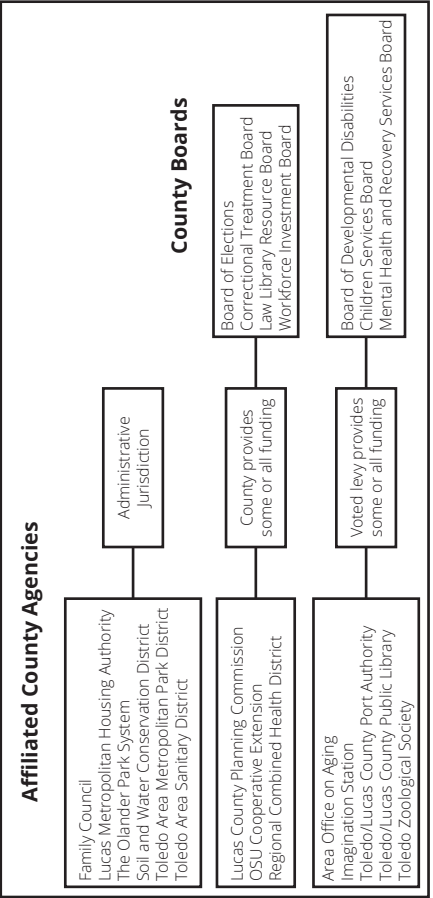 Affiliated County Agencies
County Boards
Family Council
Lucas Metropolitan Housing Authority
The Olander Park System
Soil and Water Conservation District
Toledo Area Metropolitan Park District
Toledo Area Sanitary District
Administrative
Jurisdiction
Lucas County Planning Commission
OSU Cooperative Extension
Regional Combined Health District
County provides
some or all funding
Board of Elections
Correctional Treatment Board
Law Library Resource Board
Workforce Investment Board
Area Office on Aging
Imagination Station
Toledo/Lucas County Port Authority
Toledo/Lucas County Public Library
Toledo Zoological Society
Voted levy provides
some or all funding
Board of Developmental Disabilities
Children Services Board
Mental Health and Recovery Services Board